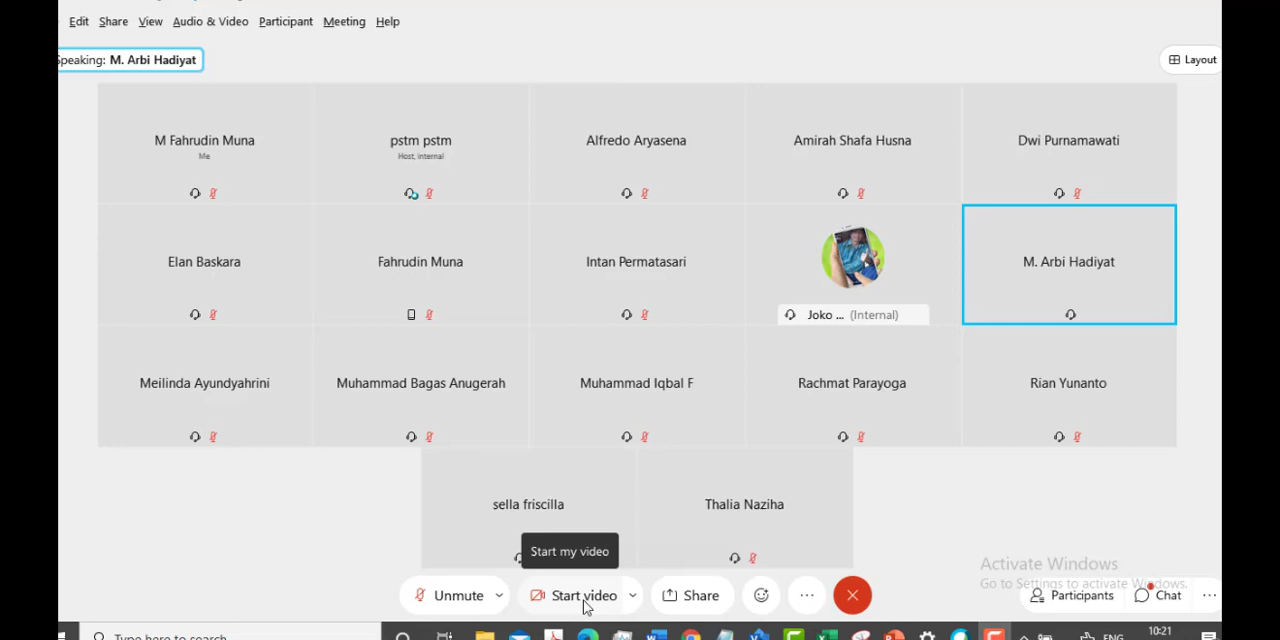 Edit Share View Audio & Video Participant Meeting Help
Speaking: M. Arbi Hadiyat
Layout
M Fahrudin Muna
Me
pstm pstm
Host, internal
Alfredo Aryasena
Amirah Shafa Husna
Dwi Purnamawati
Elan Baskara
Fahrudin Muna
Intan Permatasari
Joko ... (Internal)
M. Arbi Hadiyat
Meilinda Ayundyahrini
Muhammad Bagas Anugerah
Muhammad Iqbal F
Rachmat Parayoga
Rian Yunanto
sella friscilla
Thalia Naziha
Start my video
Activate Windows
Go to Settings to activate Windows.
Unmute
Start video
Share
Participants
Chat
Type here to search
ENG
10:21